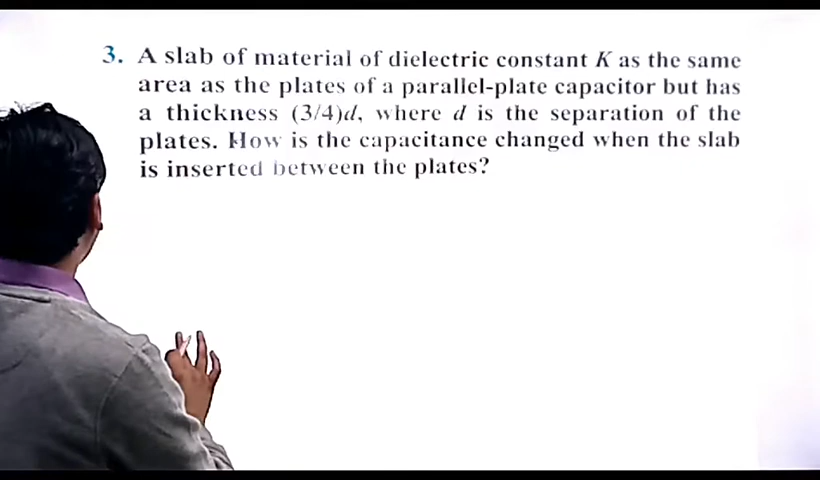 3. A slab of material of dielectric constant K as the same
area as the plates of a parallel-plate capacitor but has
a thickness (3/4)d, where d is the separation of the
plates. How is the capacitance changed when the slab
is inserted between the plates?